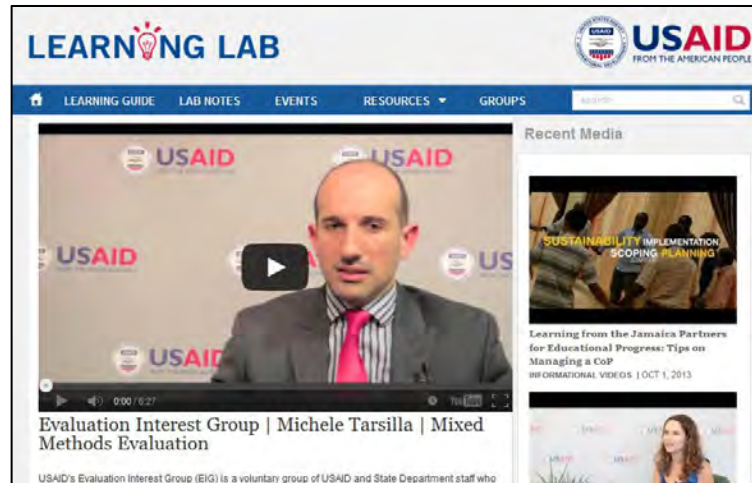 LEARNING LAB
USAID
FROM THE AMERICAN PEOPLE
LEARNING GUIDE LAB NOTES EVENTS RESOURCES GROUPS search
Recent Media
USAID
USAID
USAID
US
USAID
0:00 / 6:27
YouTube
Evaluation Interest Group | Michele Tarsilla | Mixed
Methods Evaluation
USAID's Evaluation Interest Group (EIG) is a voluntary group of USAID and State Department staff who
SUSTAINABILITY IMPLEMENTATION
SCOPING PLANNING
Learning from the Jamaica Partners
for Educational Progress: Tips on
Managing a CoP
INFORMATIONAL VIDEOS | OCT 1, 2013